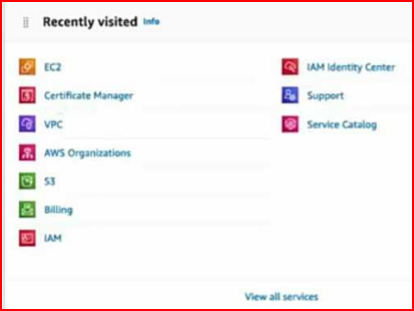 Recently visited Info
EC2
Certificate Manager
VPC
AWS Organizations
S3
Billing
IAM
IAM Identity Center
Support
Service Catalog
View all services